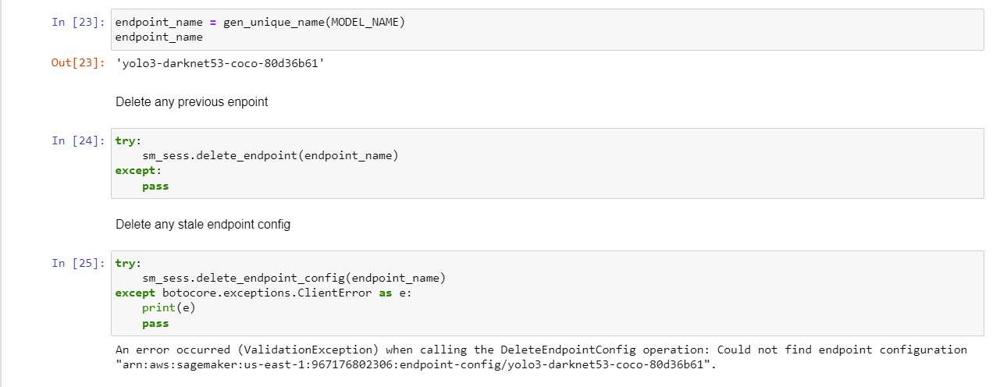 In [23]: endpoint_name = gen_unique_name(MODEL_NAME)
endpoint_name
Out[23]: 'yolo3-darknet53-coco-80d36b61'
Delete any previous enpoint
In [24]: try:
    sm_sess.delete_endpoint(endpoint_name)
except:
    pass
Delete any stale endpoint config
In [25]: try:
    sm_sess.delete_endpoint_config(endpoint_name)
except botocore.exceptions.ClientError as e:
    print(e)
    pass
An error occurred (ValidationException) when calling the DeleteEndpointConfig operation: Could not find endpoint configuration
"arn:aws:sagemaker:us-east-1:967176802306:endpoint-config/yolo3-darknet53-coco-80d36b61".